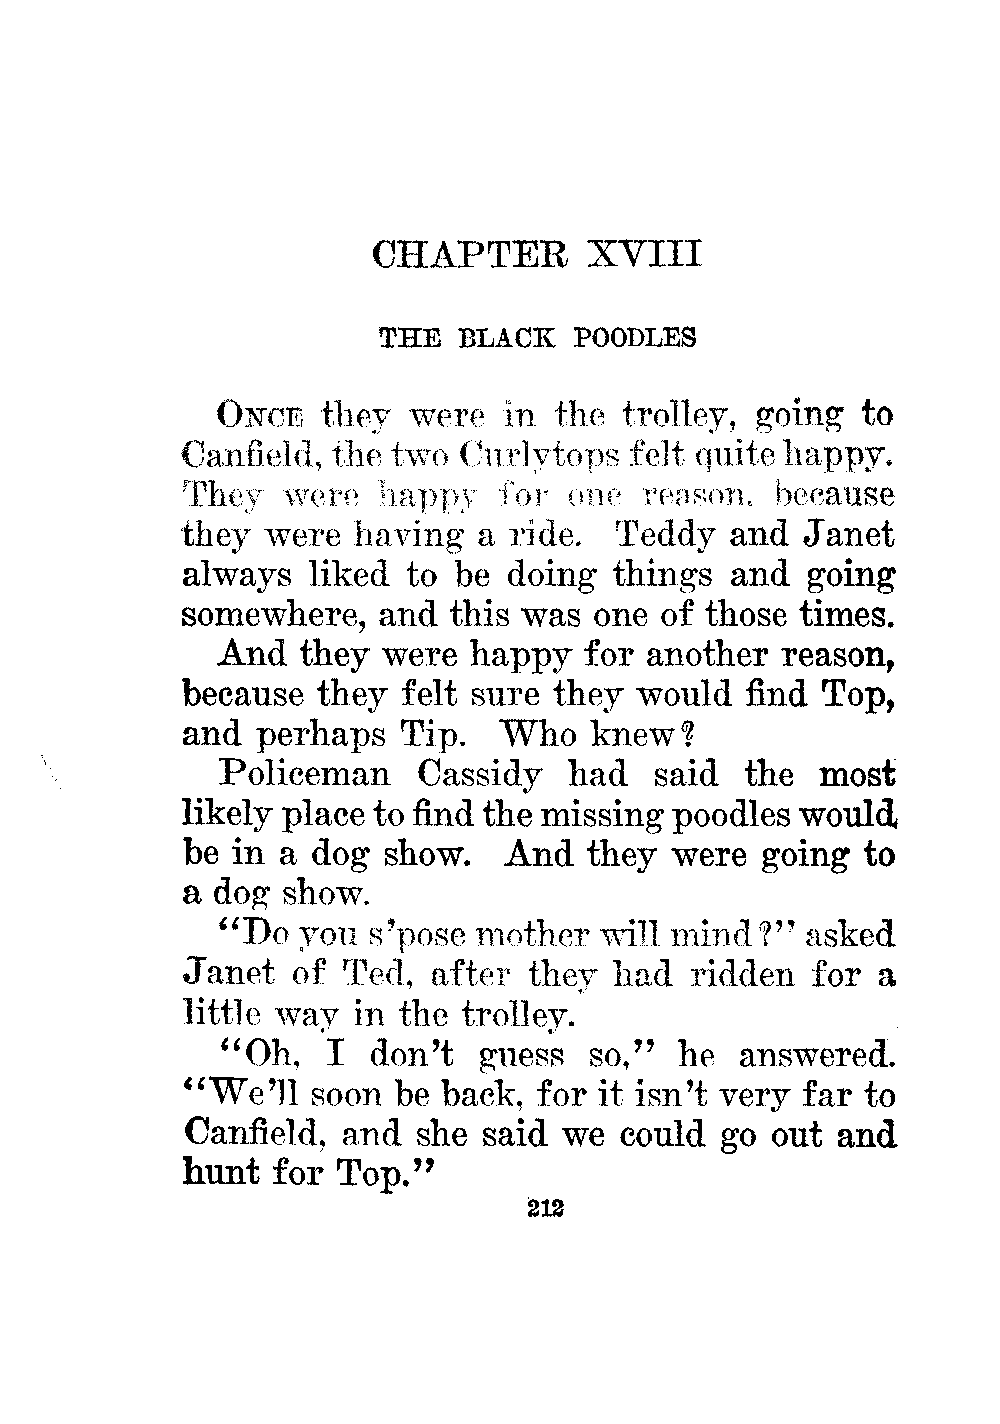 CHAPTER XVIII
THE BLACK POODLES
ONCE they were in the trolley, going to
Canfield, the two Curlytops felt quite happy.
They were happy for one reason, because
they were having a ride. Teddy and Janet
always liked to be doing things and going
somewhere, and this was one of those times.
And they were happy for another reason,
because they felt sure they would find Top,
and perhaps Tip. Who knew?
Policeman Cassidy had said the most
likely place to find the missing poodles would
be in a dog show. And they were going to
a dog show.
“Do you s’pose mother will mind?” asked
Janet of Ted, after they had ridden for a
little way in the trolley.
“Oh, I don’t guess so,” he answered.
“We’ll soon be back, for it isn’t very far to
Canfield, and she said we could go out and
hunt for Top.”
212